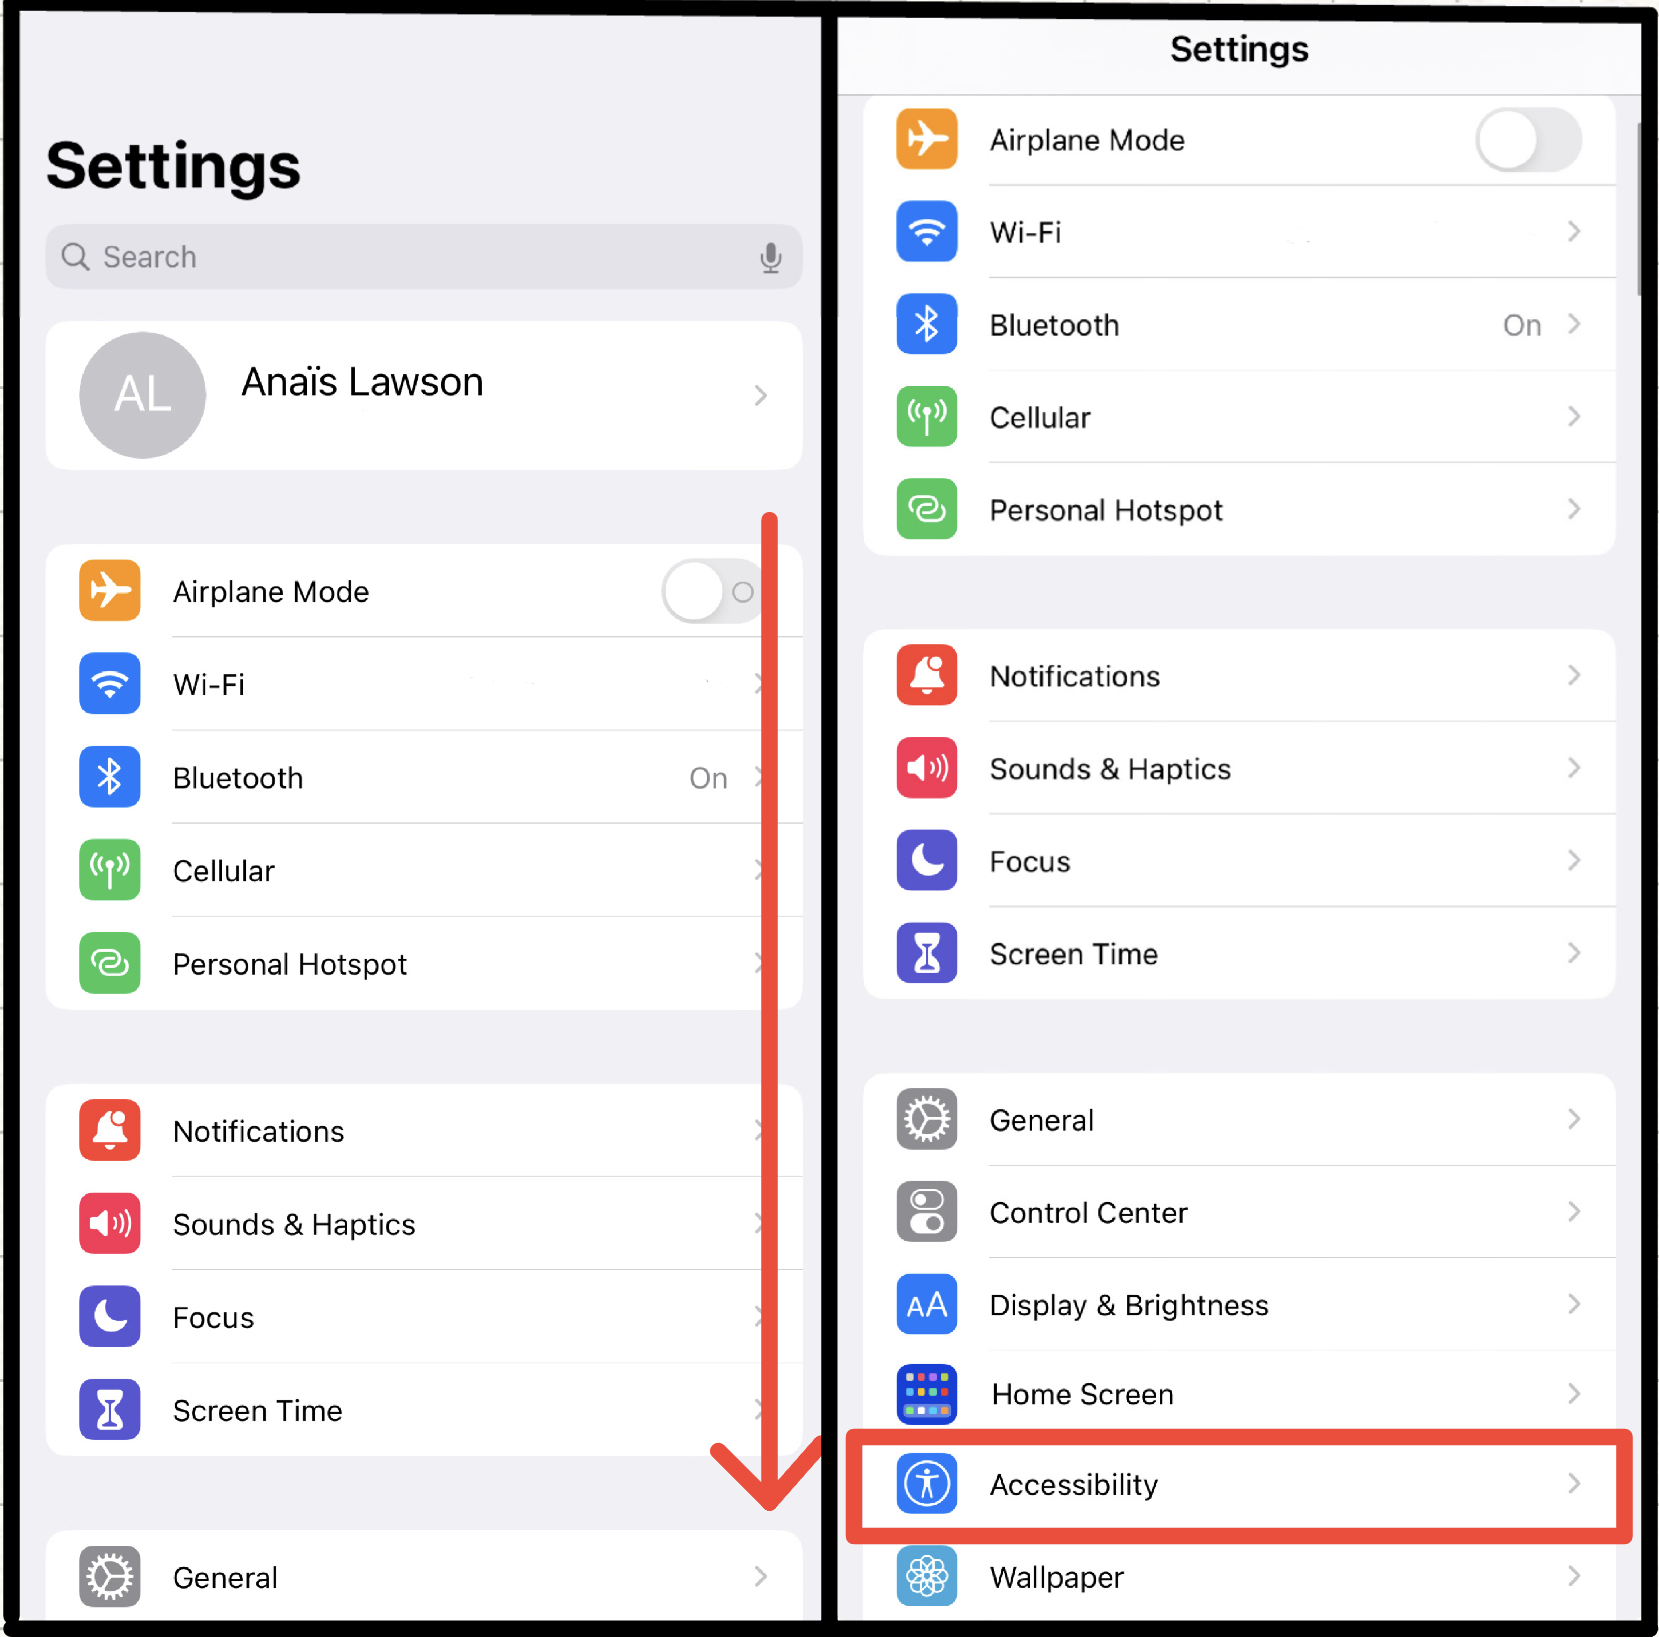 Settings
Search
AL
Anaïs Lawson
Airplane Mode
Wi-Fi
Bluetooth On
Cellular
Personal Hotspot
Notifications
Sounds & Haptics
Focus
Screen Time
General
Settings
Airplane Mode
Wi-Fi
Bluetooth On
Cellular
Personal Hotspot
Notifications
Sounds & Haptics
Focus
Screen Time
General
Control Center
AA Display & Brightness
Home Screen
Accessibility
Wallpaper